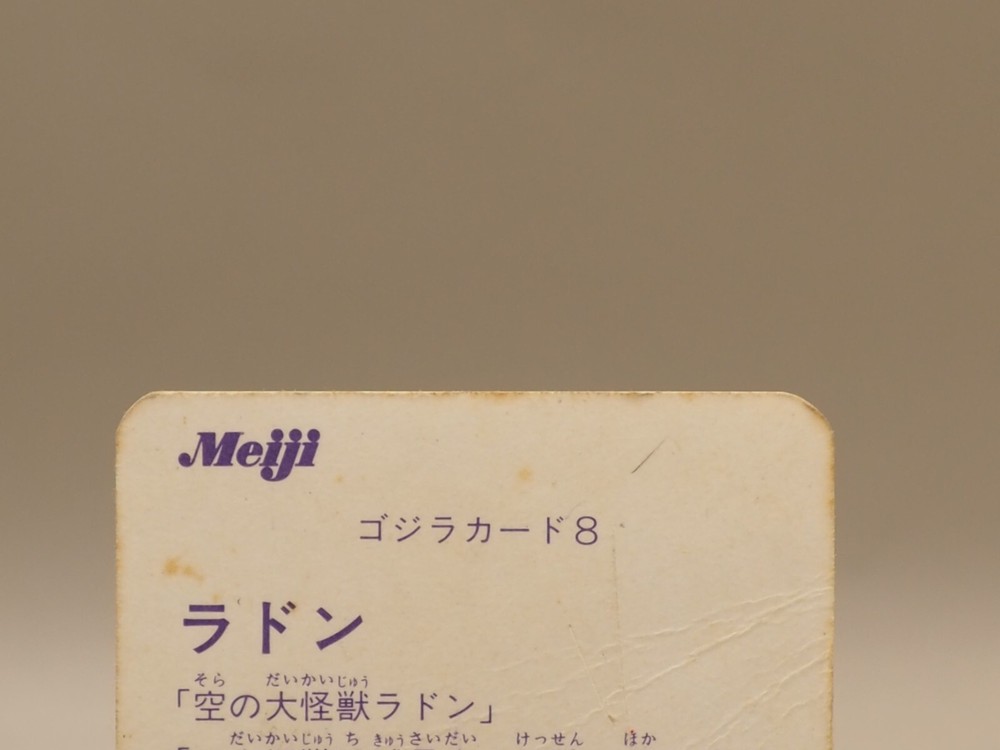 Meiji
ゴジラカード8
ラドン
そら だいかいじゅう
「空の大怪獣ラドン」
だいかいじゅう ち きゅうさいだい けっせん ほか